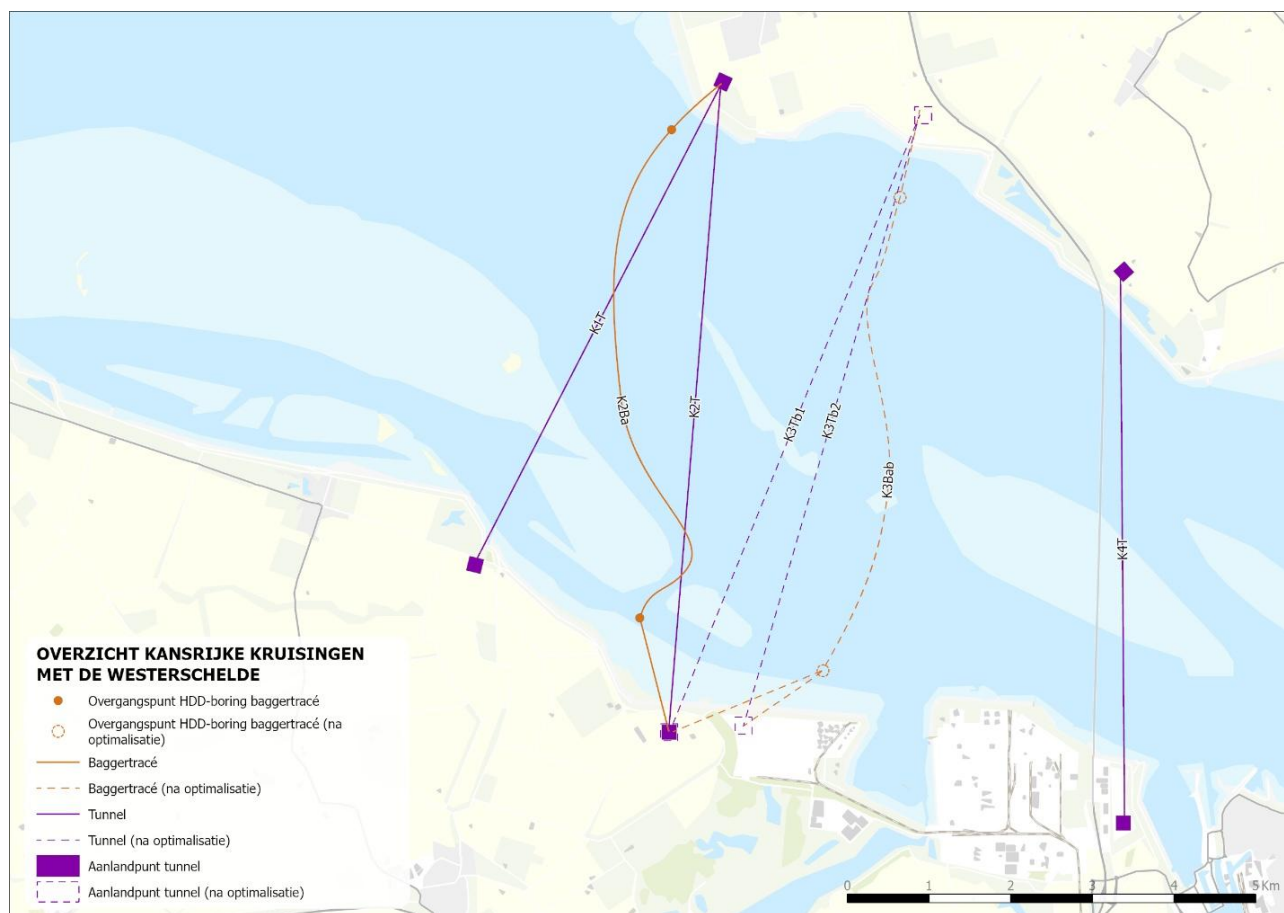 K1T
K2Ba
K2T
K3Tb1
K3Tb2
K3Bab
K4T
OVERZICHT KANSRIJKE KRUISINGEN
MET DE WESTERSCHELDE
Overgangspunt HDD-boring baggertracé
Overgangspunt HDD-boring baggertracé (na
optimalisatie)
Baggertracé
Baggertracé (na optimalisatie)
Tunnel
Tunnel (na optimalisatie)
Aanlandpunt tunnel
Aanlandpunt tunnel (na optimalisatie)
0 1 2 3 4 5 Km